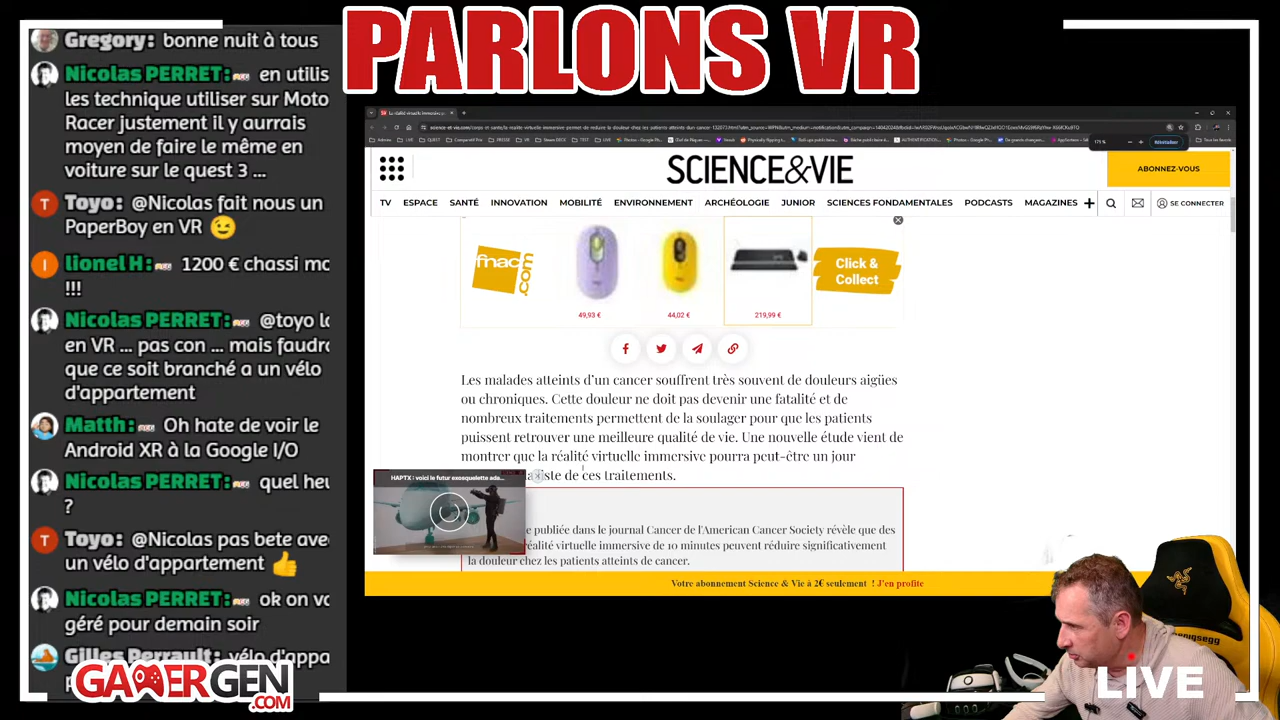 PARLONS VR
Gregory: bonne nuit à tous
Nicolas PERRET: en utilis
les technique utiliser sur Moto
Racer justement il y aurrais
moyen de faire le même en
voiture sur le quest 3 ...
Toyo: @Nicolas fait nous un
PaperBoy en VR
lionel H: 1200 € chassi mo
!!!
Nicolas PERRET: @toyo
en VR ... pas con ... mais faudra
que ce soit branché a un vélo
d'appartement
Matth: Oh hate de voir le
Android XR à la Google I/O
Nicolas PERRET: quel heu
?
Toyo: @Nicolas pas bete ave
un vélo d'appartement
Nicolas PERRET: ok on va
géré pour demain soir
Gilles Perrault: vélo d'appa
GAMERGEN
.COM
SCIENCE&VIE
ABONNEZ-VOUS
TV ESPACE SANTÉ INNOVATION MOBILITÉ ENVIRONNEMENT ARCHÉOLOGIE JUNIOR SCIENCES FONDAMENTALES PODCASTS MAGAZINES + SE CONNECTER
fnac.com
Click &
Collect
49,93 € 44,02 € 219,99 €
Les malades atteints d'un cancer souffrent très souvent de douleurs aigües
ou chroniques. Cette douleur ne doit pas devenir une fatalité et de
nombreux traitements permettent de la soulager pour que les patients
puissent retrouver une meilleure qualité de vie. Une nouvelle étude vient de
montrer que la réalité virtuelle immersive pourra peut-être un jour
liste de ces traitements.
HAPTX : voici le futur exosquelette ada...
publiée dans le journal Cancer de l'American Cancer Society révèle que des
réalité virtuelle immersive de 10 minutes peuvent réduire significativement
la douleur chez les patients atteints de cancer.
Votre abonnement Science & Vie à 2€ seulement ! J'en profite
LIVE